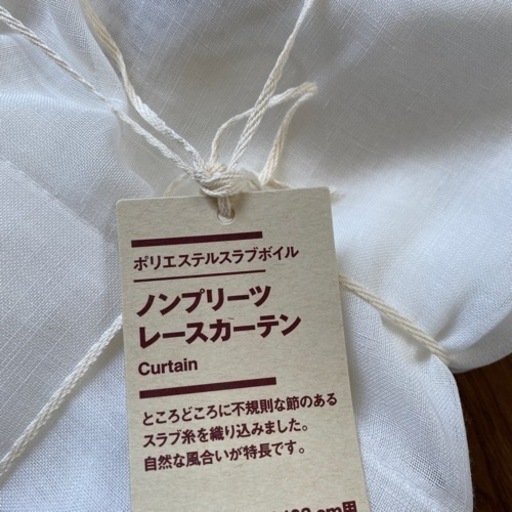 ポリエステルスラブボイル
ノンプリーツ
レースカーテン
Curtain
ところどころに不規則な節のある
スラブ糸を織り込みました。
自然な風合いが特長です。
cm用